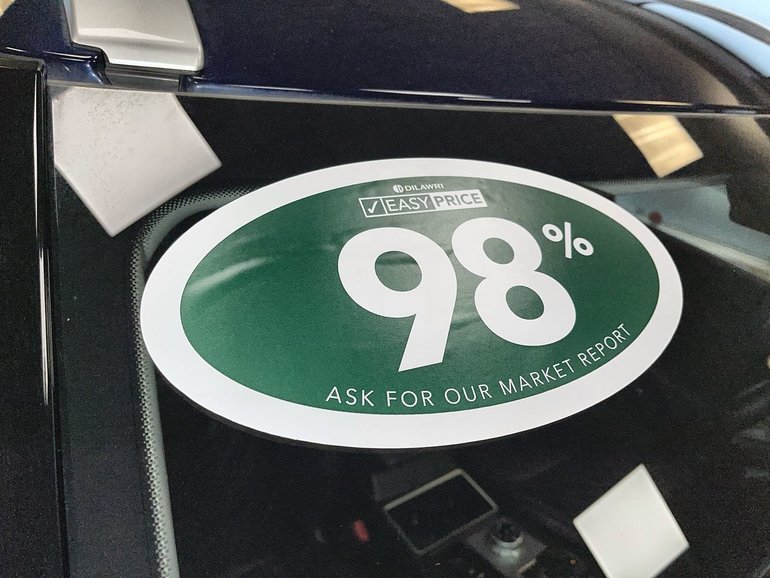 DILAWRI
EASY PRICE
98%
ASK FOR OUR MARKET REPORT